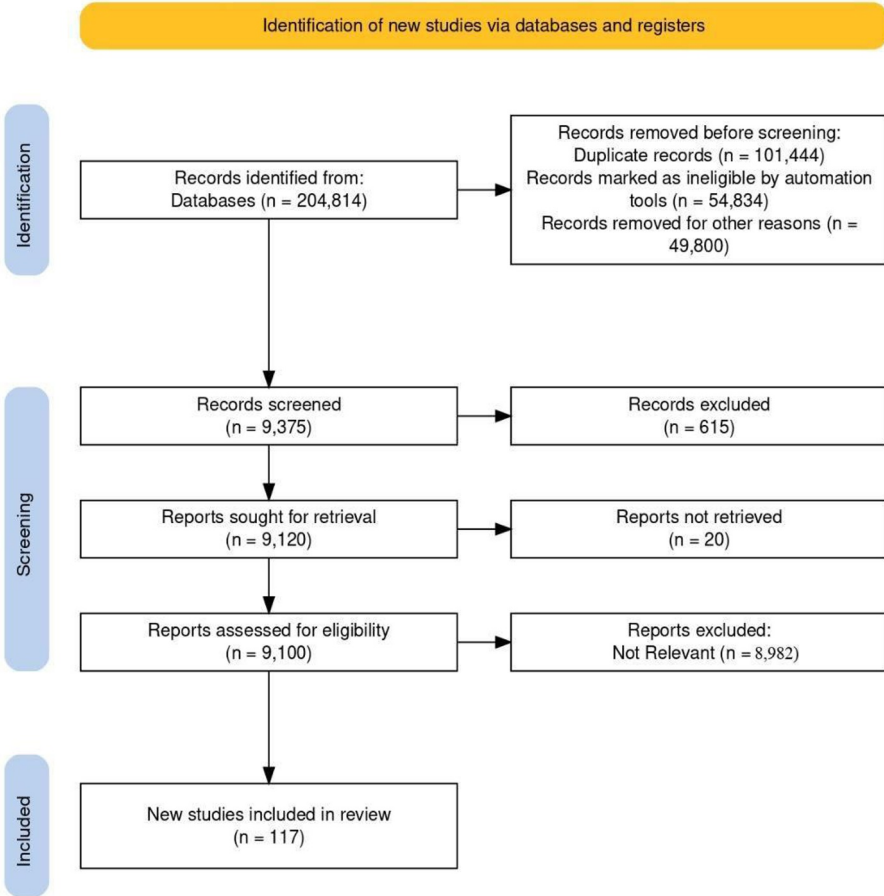 Identification of new studies via databases and registers
Identification
Records identified from:
Databases (n = 204,814)
Records removed before screening:
Duplicate records (n = 101,444)
Records marked as ineligible by automation
tools (n = 54,834)
Records removed for other reasons (n =
49,800)
Screening
Records screened
(n = 9,375)
Records excluded
(n = 615)
Reports sought for retrieval
(n = 9,120)
Reports not retrieved
(n = 20)
Reports assessed for eligibility
(n = 9,100)
Reports excluded:
Not Relevant (n = 8,982)
Included
New studies included in review
(n = 117)